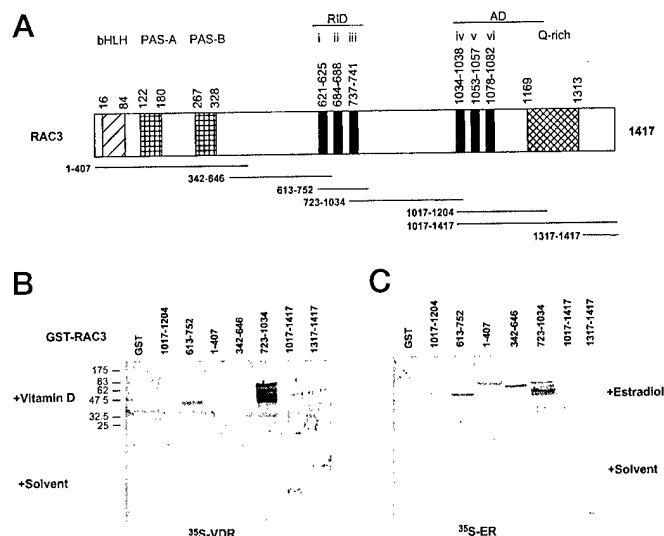 A
RID
AD
bHLH PAS-A PAS-B i ii iii iv v vi Q-rich
16 84 122 180 267 328 621-625 684-688 737-741 1034-1038 1053-1057 1078-1082 1169 1313
RAC3 1417
1-407
342-646
613-752
723-1034
1017-1204
1017-1417
1317-1417
B
GST-RAC3
GST 1017-1204 613-752 1-407 342-646 723-1034 1017-1417 1317-1417
175
83
62
47.5
32.5
25
+Vitamin D
+Solvent
35S-VDR
C
GST 1017-1204 613-752 1-407 342-646 723-1034 1017-1417 1317-1417
+Estradiol
+Solvent
35S-ER